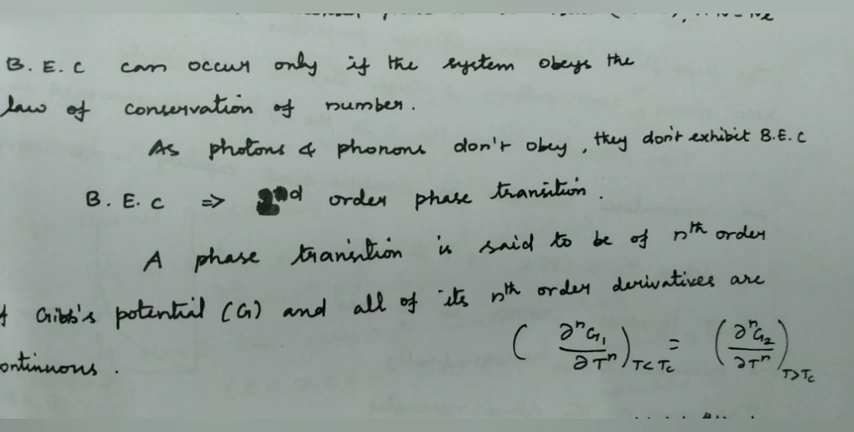 B. E. C can occur only if the system obeys the
law of conservation of number.
As photons & phonons don't obey, they don't exhibit B.E.C
B. E. C => 2nd order phase transition.
A phase transition is said to be of nth order
Gibb's potential (G) and all of its nth order derivatives are
ontinuous.
(∂ⁿG₁/∂Tⁿ)T<Tc = (∂ⁿG₂/∂Tⁿ)T>Tc